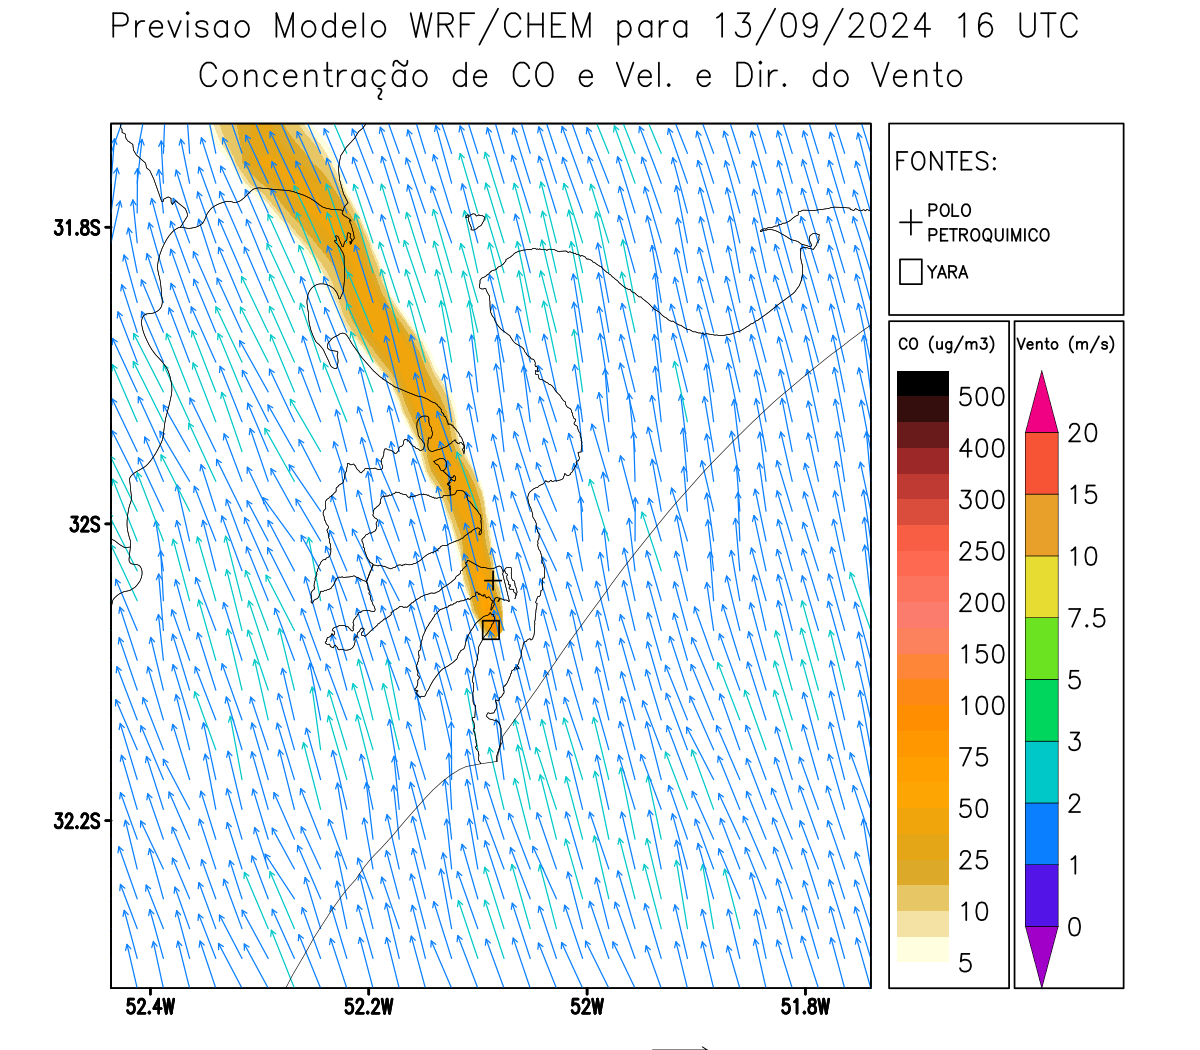 Previsao Modelo WRF/CHEM para 13/09/2024 16 UTC
Concentração de CO e Vel. e Dir. do Vento
FONTES:
POLO
PETROQUIMICO
YARA
CO (ug/m3)
500
400
300
250
200
150
100
75
50
25
10
5
Vento (m/s)
20
15
10
7.5
5
3
2
1
0
31.8S
32S
32.2S
52.4W
52.2W
52W
51.8W